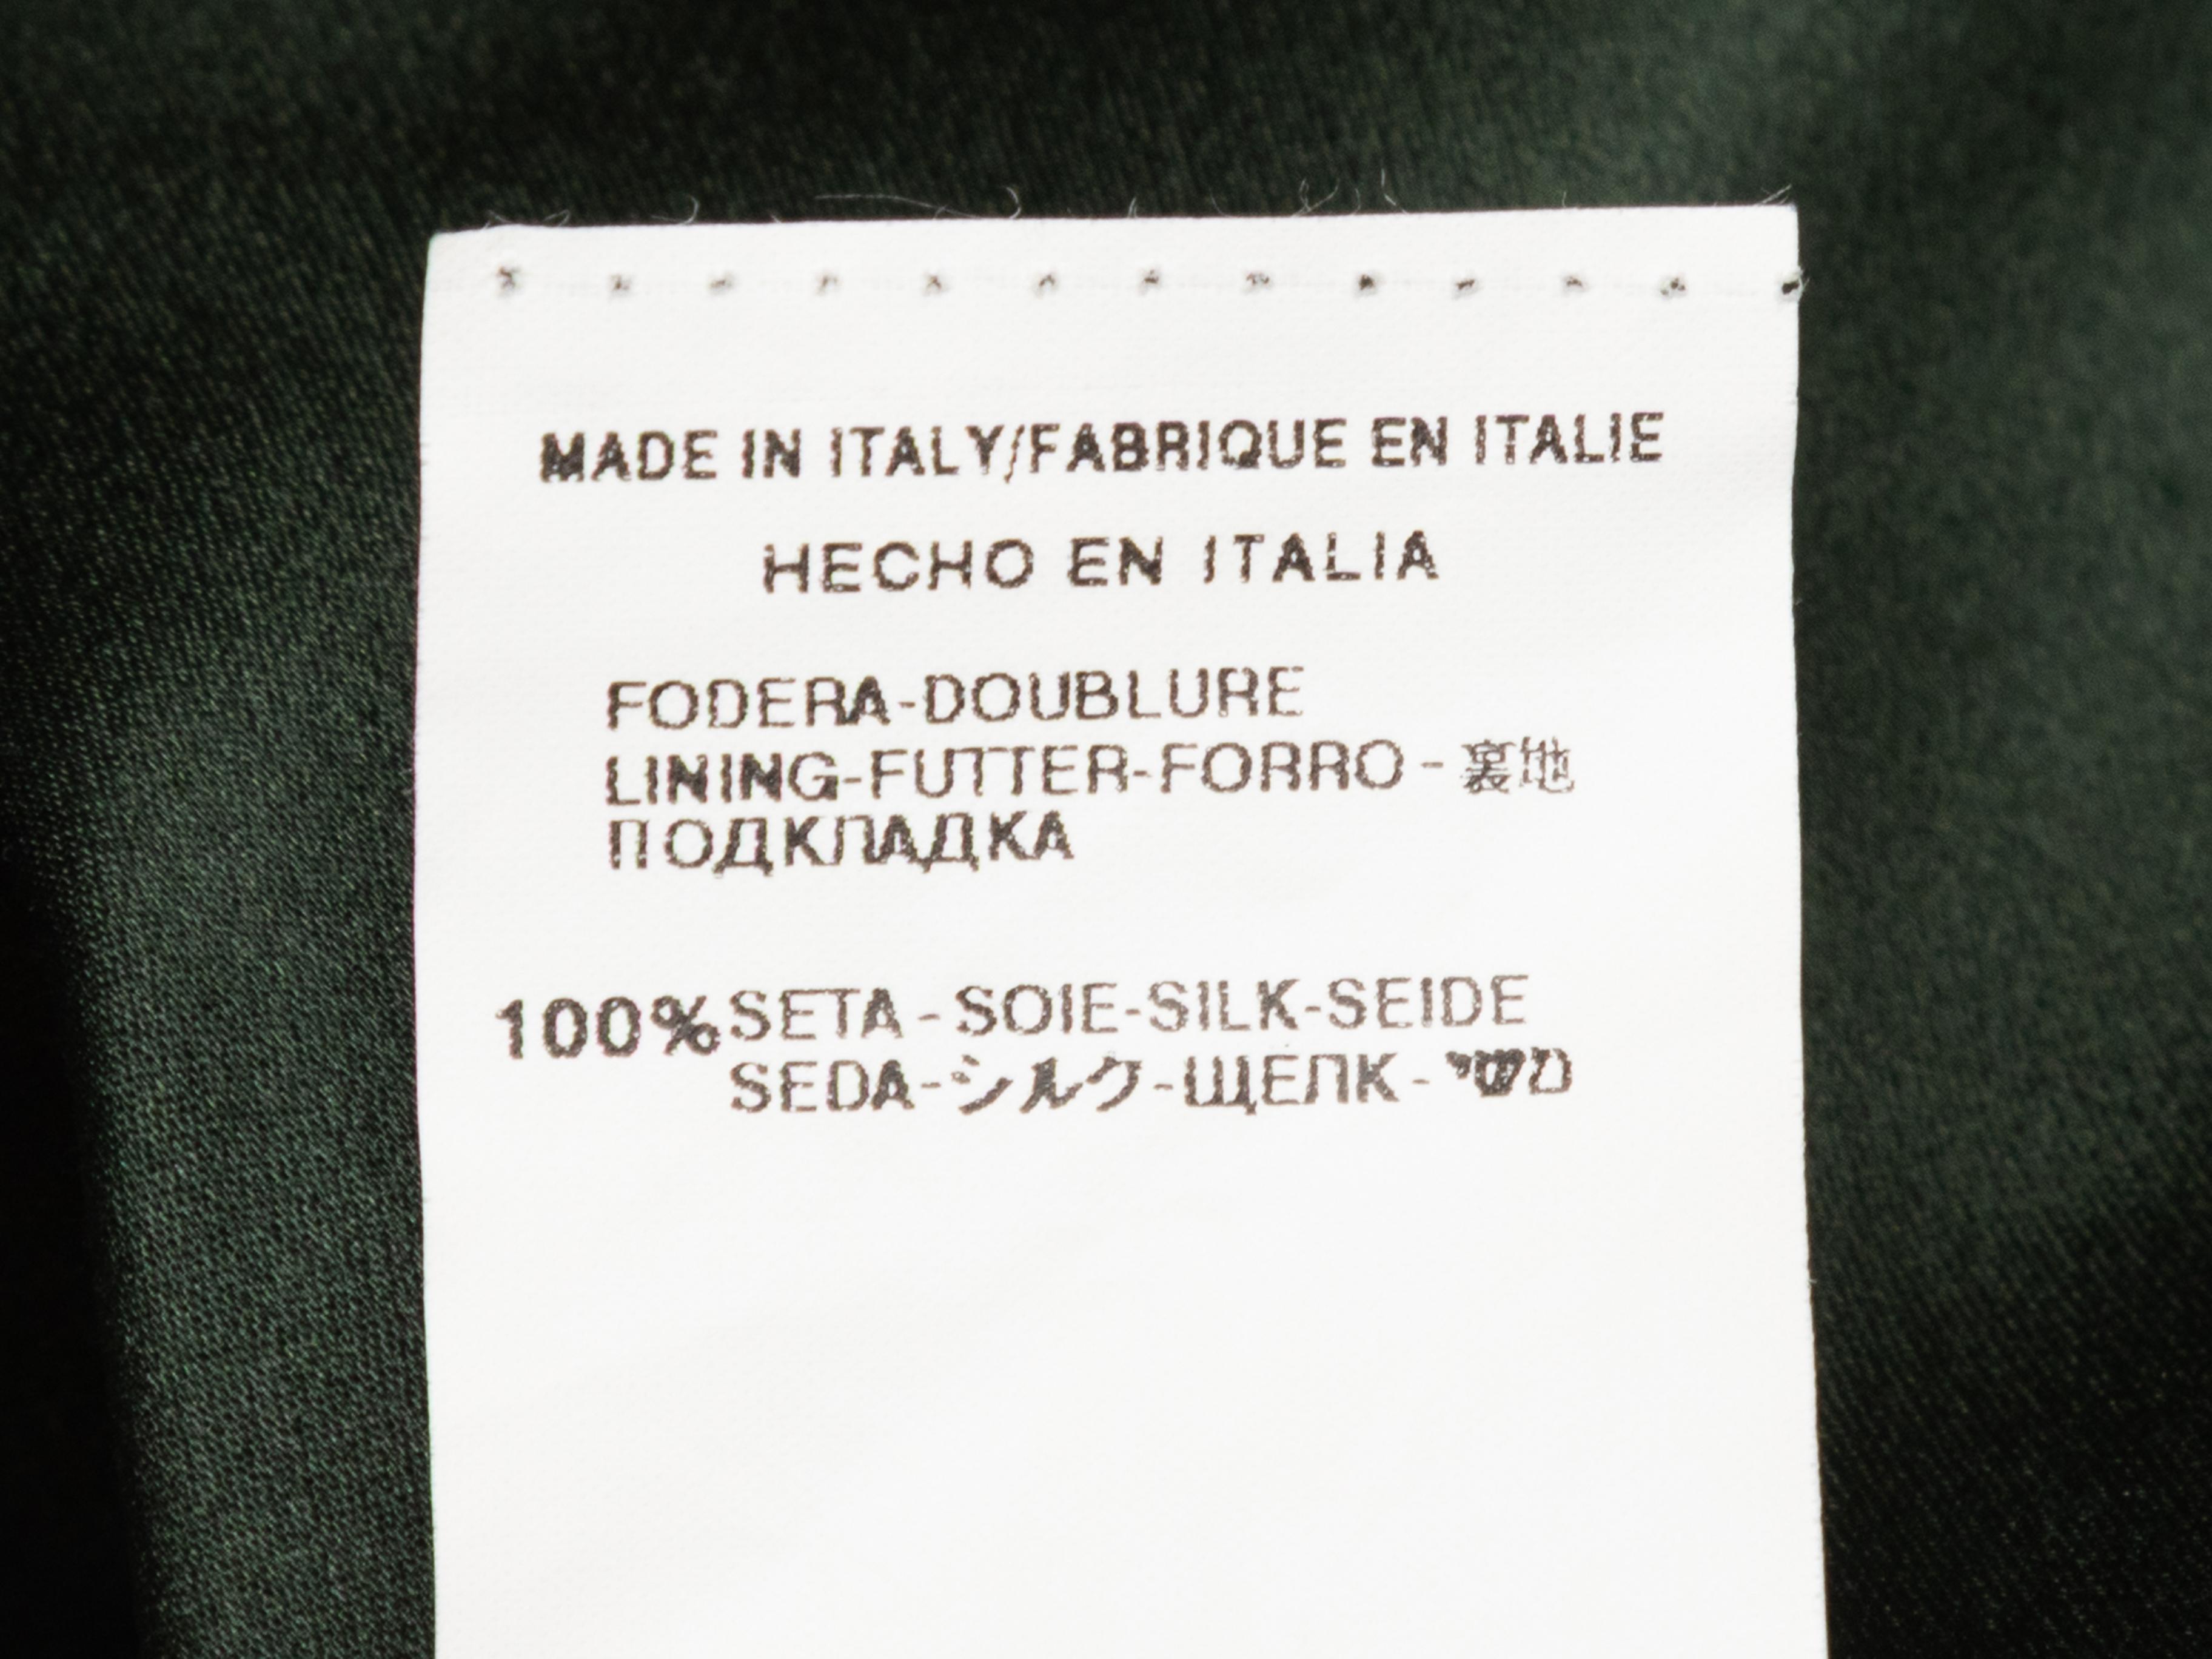 MADE IN ITALY/FABRIQUE EN ITALIE
HECHO EN ITALIA
FODERA-DOUBLURE
LINING-FUTTER-FORRO-裏地
ПОДКЛАДКА
100% SETA-SOIE-SILK-SEIDE
SEDA-シルク-ЩЕЛК-משי